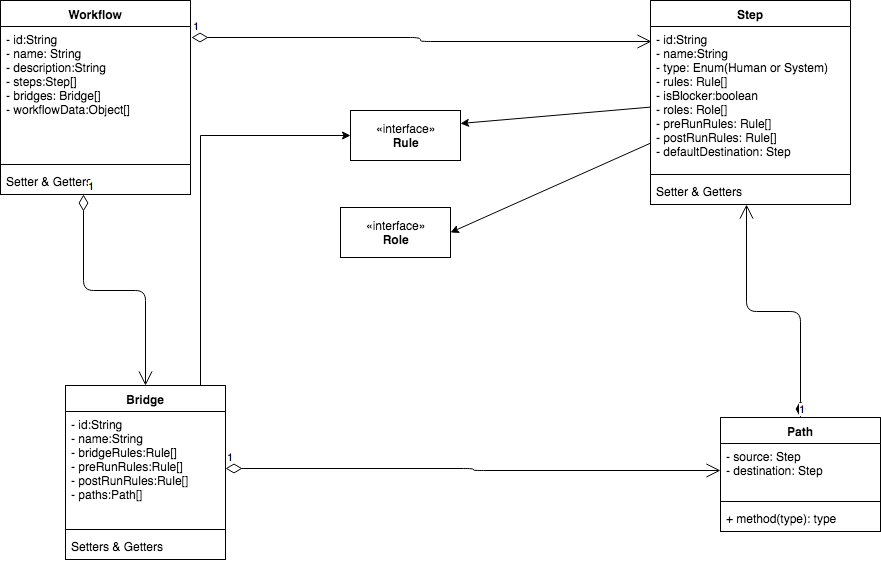 Workflow
- id:String
- name: String
- description:String
- steps:Step[]
- bridges: Bridge[]
- workflowData:Object[]
Setter & Getters
1
1
Step
- id:String
- name:String
- type: Enum(Human or System)
- rules: Rule[]
- isBlocker:boolean
- roles: Role[]
- preRunRules: Rule[]
- postRunRules: Rule[]
- defaultDestination: Step
Setter & Getters
«interface»
Rule
«interface»
Role
Bridge
- id:String
- name:String
- bridgeRules:Rule[]
- preRunRules:Rule[]
- postRunRules:Rule[]
- paths:Path[]
Setters & Getters
1
1
Path
- source: Step
- destination: Step
+ method(type): type